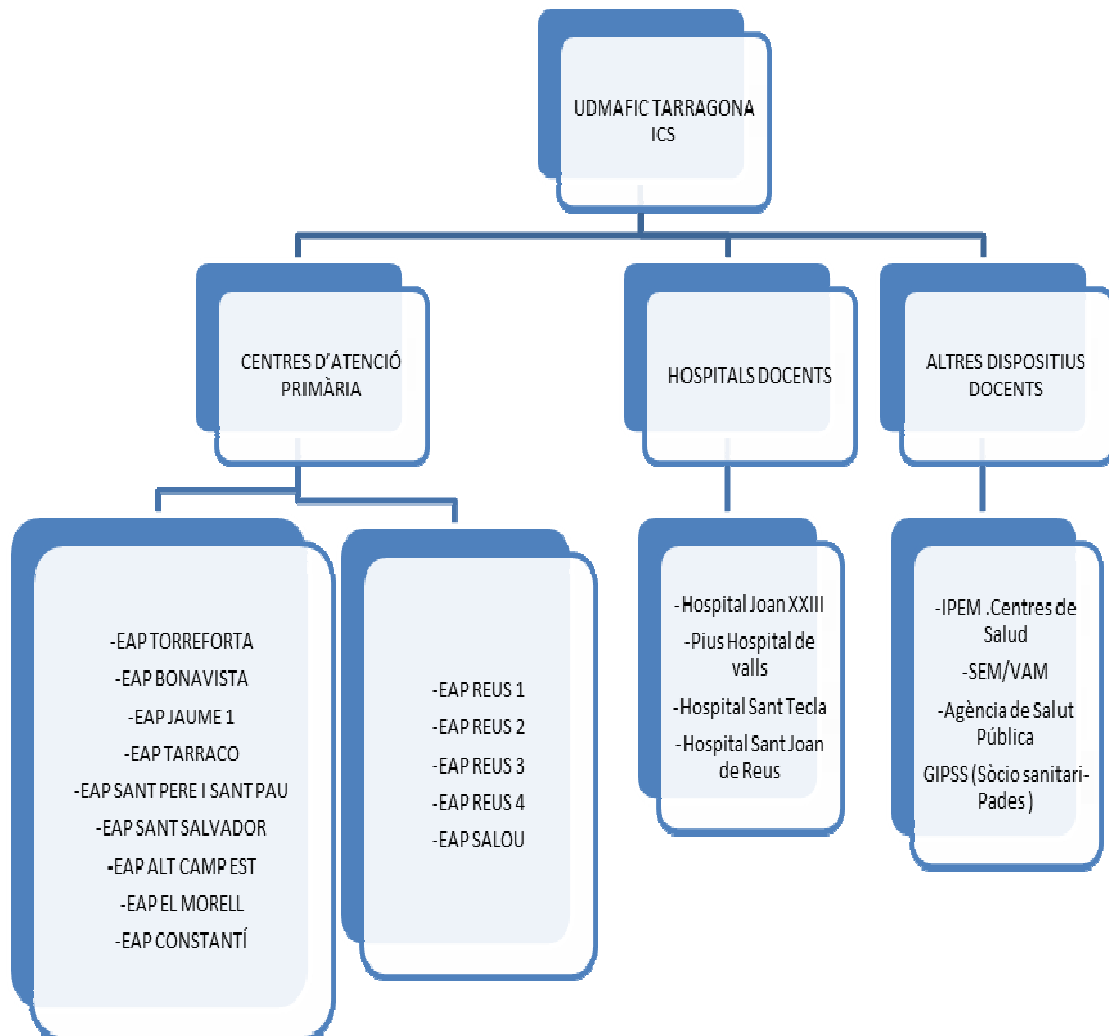 UDMAFIC TARRAGONA
ICS
CENTRES D'ATENCIÓ
PRIMÀRIA
HOSPITALS DOCENTS
ALTRES DISPOSITIUS
DOCENTS
-EAP TORREFORTA
-EAP BONAVISTA
-EAP JAUME 1
-EAP TARRACO
-EAP SANT PERE I SANT PAU
-EAP SANT SALVADOR
-EAP ALT CAMP EST
-EAP EL MORELL
-EAP CONSTANTÍ
-EAP REUS 1
-EAP REUS 2
-EAP REUS 3
-EAP REUS 4
-EAP SALOU
-Hospital Joan XXIII
-Pius Hospital de
valls
-Hospital Sant Tecla
-Hospital Sant Joan
de Reus
-IPEM .Centres de
Salud
-SEM/VAM
-Agència de Salut
Pública
GIPSS (Sòcio sanitari-
Pades )